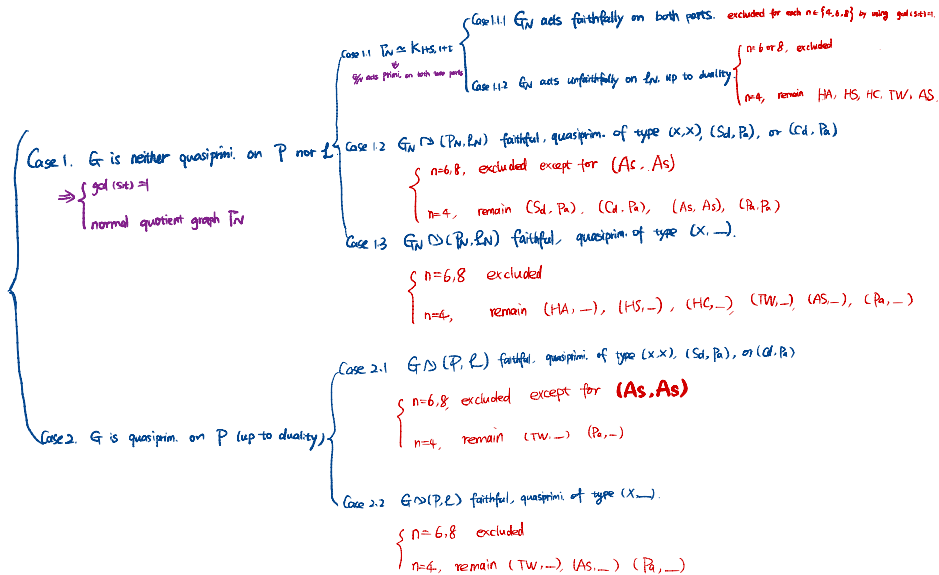 Case 1.1.1 G_N acts faithfully on both parts. excluded for each n∈{4,6,8} by using gcd(s,t)=1.
Case 1.1 Γ_N ≃ K_{1+s,1+t}
acts primi. on both two parts
n=6 or 8, excluded
Case 1.1.2 G_N acts unfaithfully on L_N, up to duality
n=4, remain HA, HS, HC, TW, AS.
Case 1. G is neither quasiprimi. on P nor L
⇒ gcd(s,t)=1
normal quotient graph Γ_N
Case 1.2 G_N ↷ (P_N, L_N) faithful, quasiprim. of type (X,X), (Sd, Pa), or (Cd, Pa)
n=6,8, excluded except for (As, As)
n=4, remain (Sd, Pa), (Cd, Pa), (As, As), (Pa, Pa)
Case 1.3 G_N ↷ (P_N, L_N) faithful, quasiprim. of type (X, _).
n=6,8 excluded
n=4, remain (HA, _), (HS, _), (HC, _), (TW, _) (AS, _), (Pa, _)
Case 2.1 G ↷ (P, L) faithful, quasiprimi. of type (X,X), (Sd, Pa), or (Cd, Pa)
n=6,8, excluded except for (As, As)
n=4, remain (TW, _) (Pa, _)
Case 2. G is quasiprim. on P (up to duality)
Case 2.2 G ↷ (P, L) faithful, quasiprim. of type (X, _).
n=6,8 excluded
n=4, remain (TW, _), (As, _) (Pa, _)